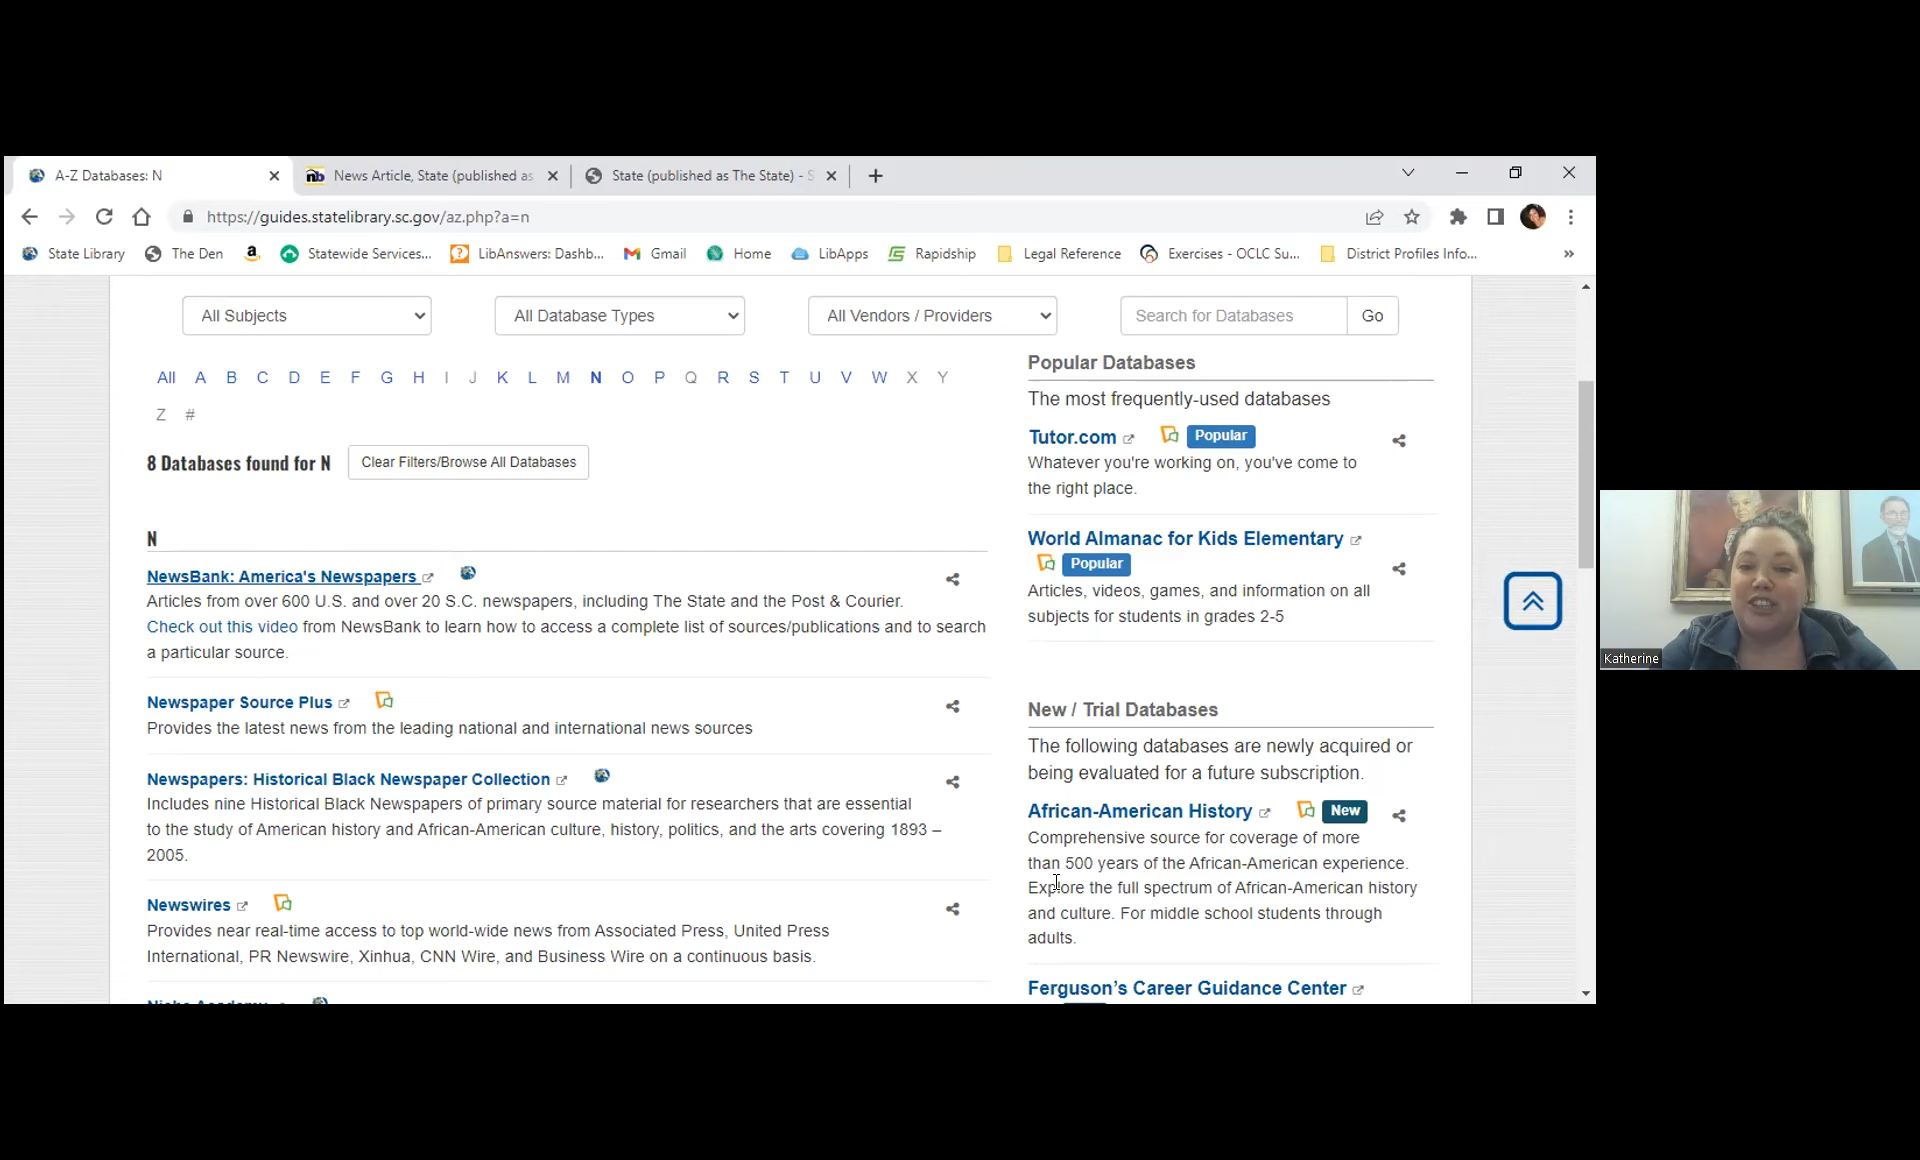 A-Z Databases: N
News Article, State (published as
State (published as The State) - S
https://guides.statelibrary.sc.gov/az.php?a=n
State Library
The Den
Statewide Services...
LibAnswers: Dashb...
Gmail
Home
LibApps
Rapidship
Legal Reference
Exercises - OCLC Su...
District Profiles Info...
»
All Subjects
All Database Types
All Vendors / Providers
Search for Databases
Go
All A B C D E F G H I J K L M N O P Q R S T U V W X Y
Z #
8 Databases found for N
Clear Filters/Browse All Databases
N
NewsBank: America's Newspapers
Articles from over 600 U.S. and over 20 S.C. newspapers, including The State and the Post & Courier.
Check out this video from NewsBank to learn how to access a complete list of sources/publications and to search
a particular source.
Newspaper Source Plus
Provides the latest news from the leading national and international news sources
Newspapers: Historical Black Newspaper Collection
Includes nine Historical Black Newspapers of primary source material for researchers that are essential
to the study of American history and African-American culture, history, politics, and the arts covering 1893 –
2005.
Newswires
Provides near real-time access to top world-wide news from Associated Press, United Press
International, PR Newswire, Xinhua, CNN Wire, and Business Wire on a continuous basis.
Popular Databases
The most frequently-used databases
Tutor.com
Popular
Whatever you're working on, you've come to
the right place.
World Almanac for Kids Elementary
Popular
Articles, videos, games, and information on all
subjects for students in grades 2-5
New / Trial Databases
The following databases are newly acquired or
being evaluated for a future subscription.
African-American History
New
Comprehensive source for coverage of more
than 500 years of the African-American experience.
Explore the full spectrum of African-American history
and culture. For middle school students through
adults.
Ferguson's Career Guidance Center
Katherine